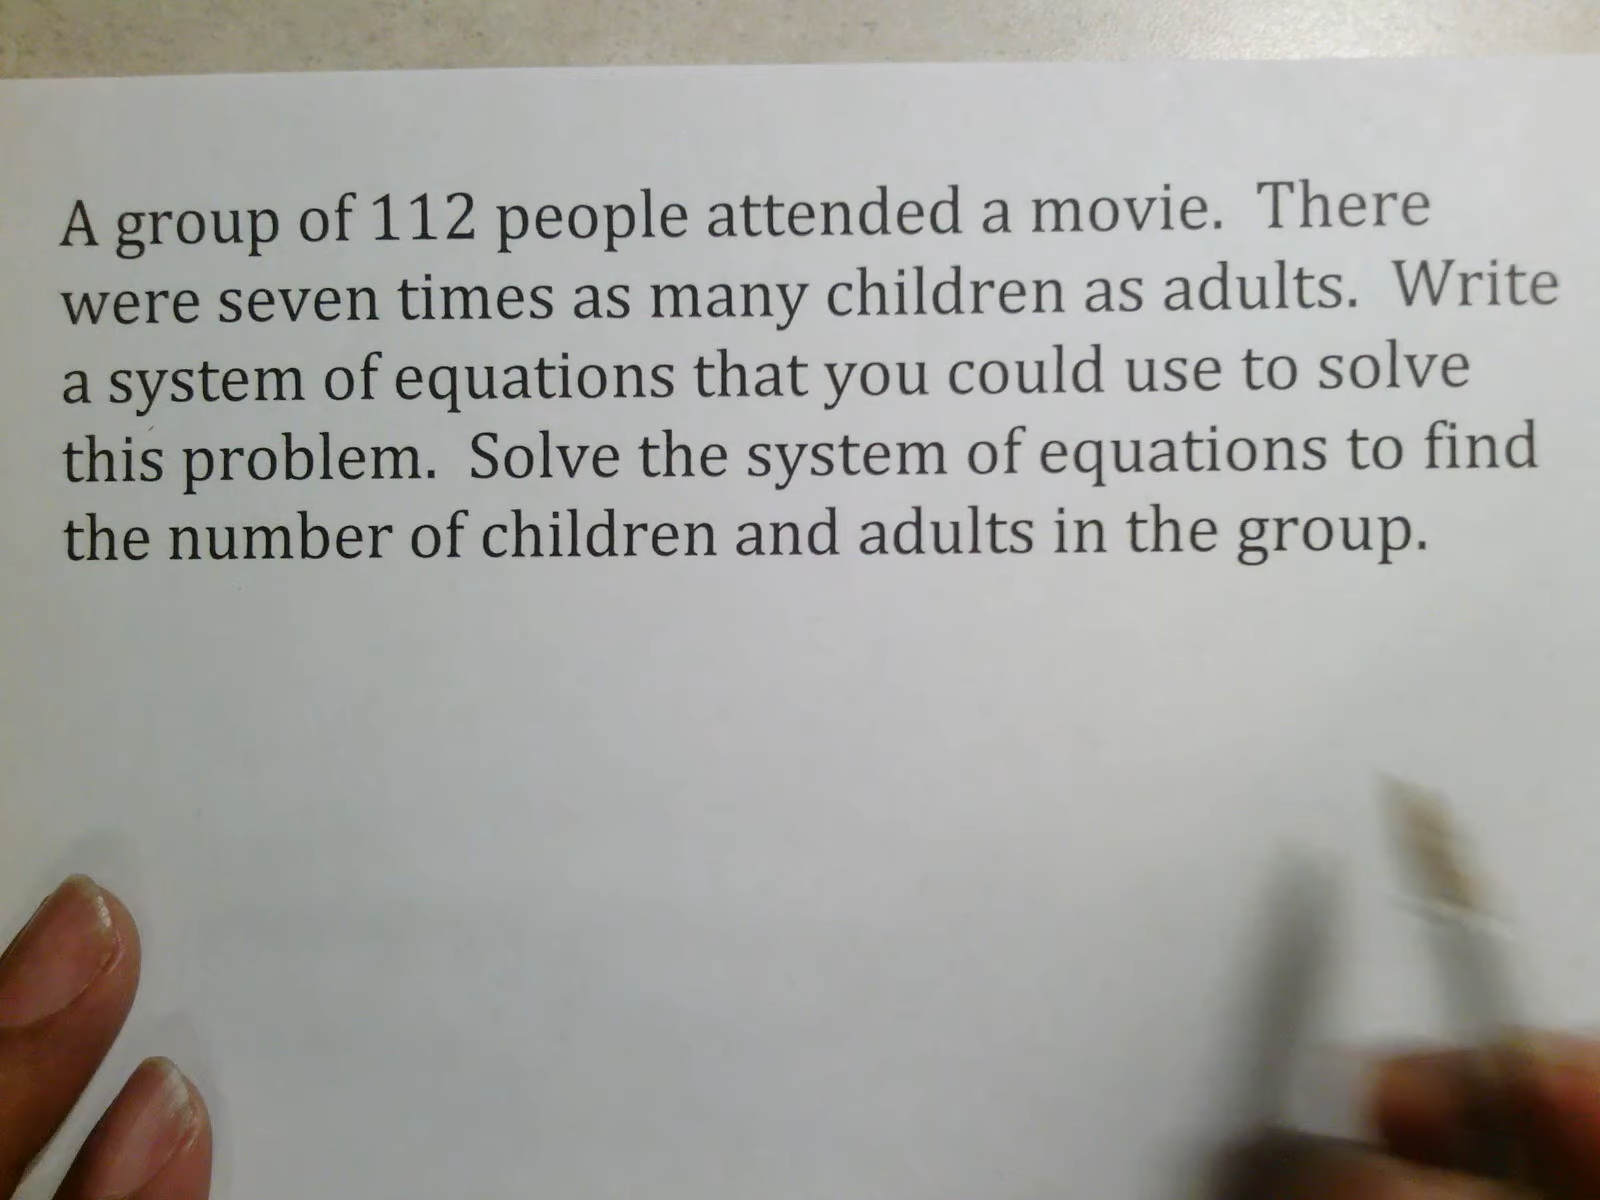 A group of 112 people attended a movie. There
were seven times as many children as adults. Write
a system of equations that you could use to solve
this problem. Solve the system of equations to find
the number of children and adults in the group.